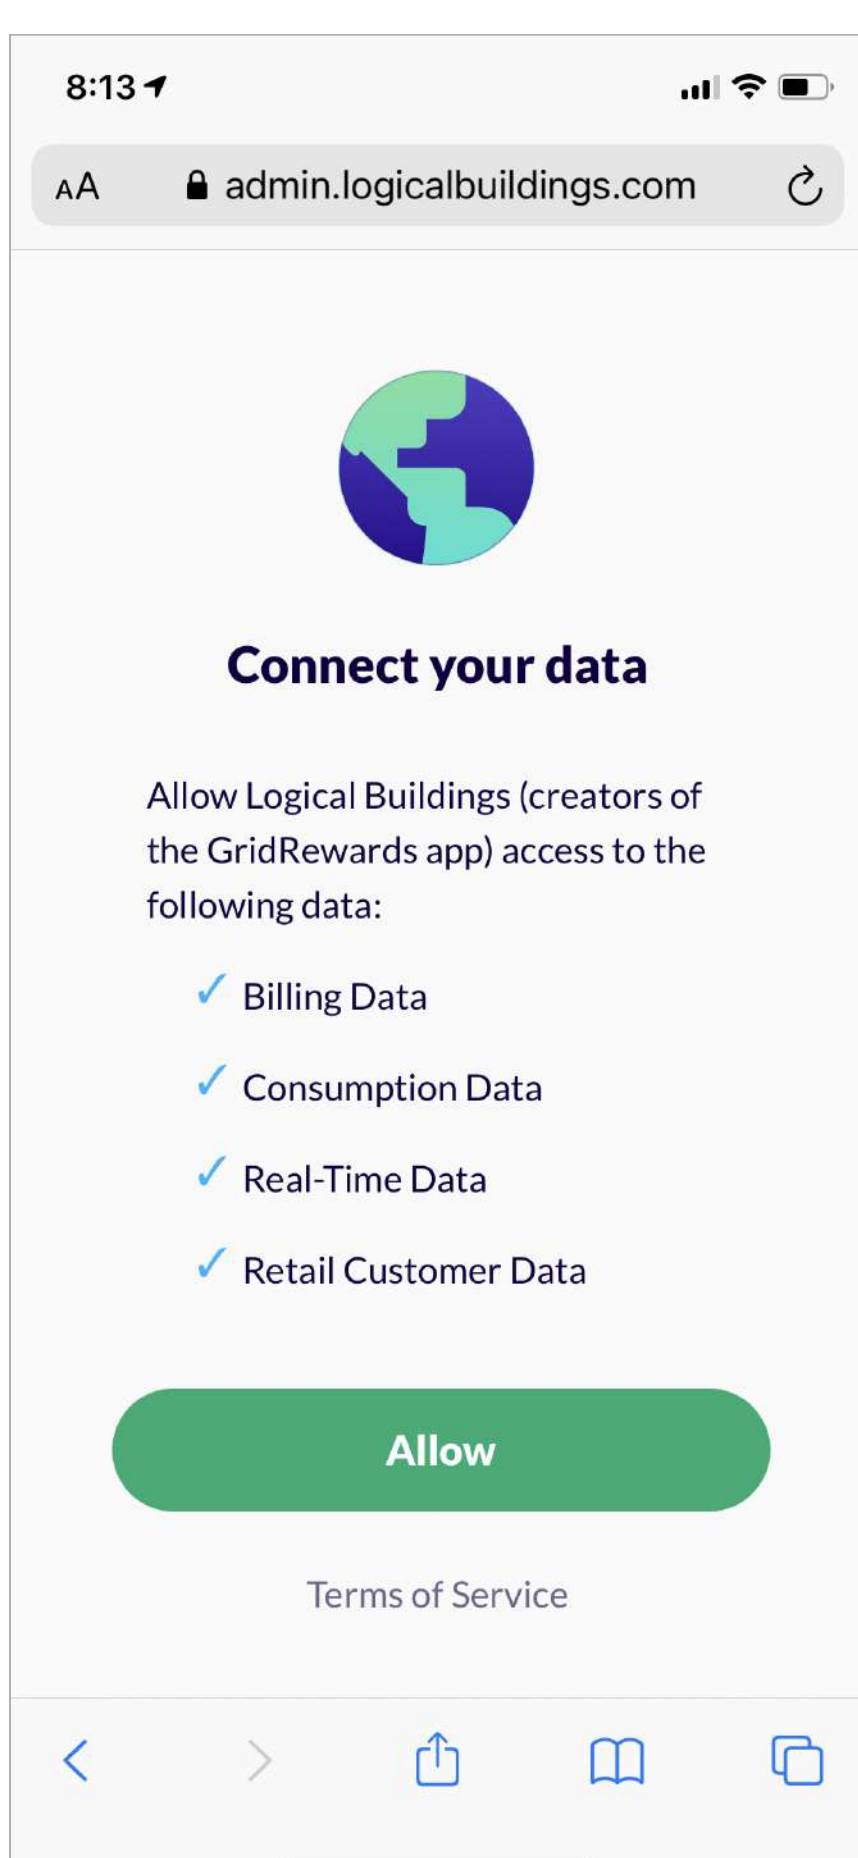 8:13
AA admin.logicalbuildings.com
Connect your data
Allow Logical Buildings (creators of
the GridRewards app) access to the
following data:
✓ Billing Data
✓ Consumption Data
✓ Real-Time Data
✓ Retail Customer Data
Allow
Terms of Service